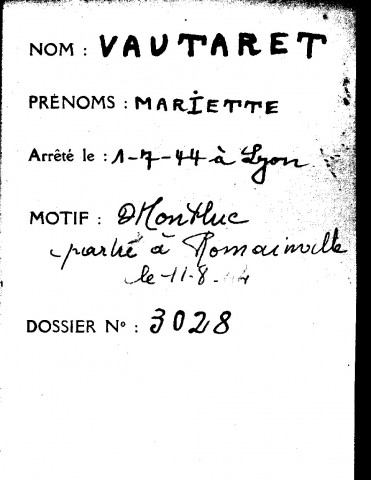 NOM : VAUTARET
PRÉNOMS : MARIETTE
Arrêté le : 1-7-44 à Lyon
MOTIF : Montluc
partie à Romainville
le 11-8-44
DOSSIER N° : 3028